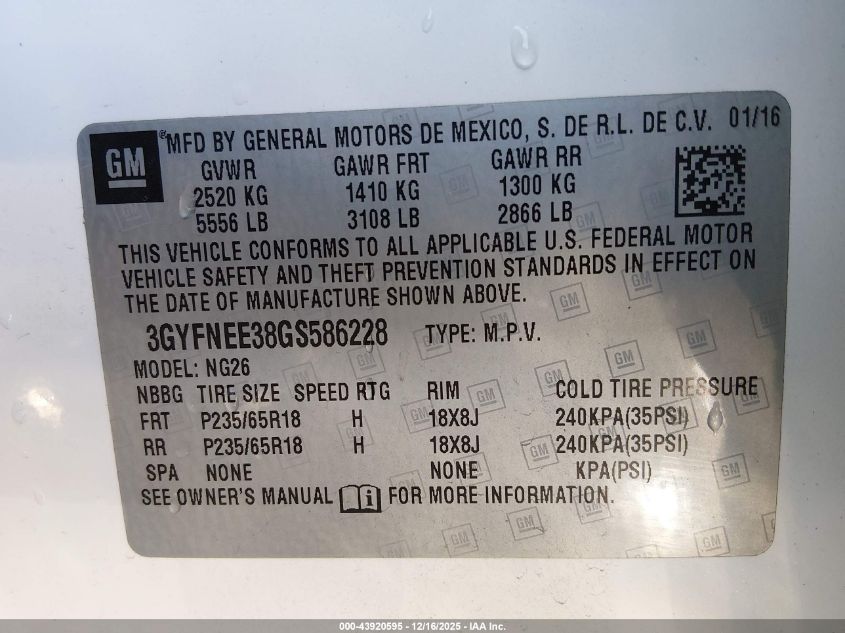 GM ® MFD BY GENERAL MOTORS DE MEXICO, S. DE R.L. DE C.V. 01/16
GVWR GAWR FRT GAWR RR
2520 KG 1410 KG 1300 KG
5556 LB 3108 LB 2866 LB
THIS VEHICLE CONFORMS TO ALL APPLICABLE U.S. FEDERAL MOTOR
VEHICLE SAFETY AND THEFT PREVENTION STANDARDS IN EFFECT ON
THE DATE OF MANUFACTURE SHOWN ABOVE.
3GYFNEE38GS586228 TYPE: M.P.V.
MODEL: NG26
NBBG TIRE SIZE SPEED RTG RIM COLD TIRE PRESSURE
FRT P235/65R18 H 18X8J 240KPA(35PSI)
RR P235/65R18 H 18X8J 240KPA(35PSI)
SPA NONE NONE KPA(PSI)
SEE OWNER'S MANUAL i FOR MORE INFORMATION.
000-43920595 - 12/16/2025 - IAA Inc.